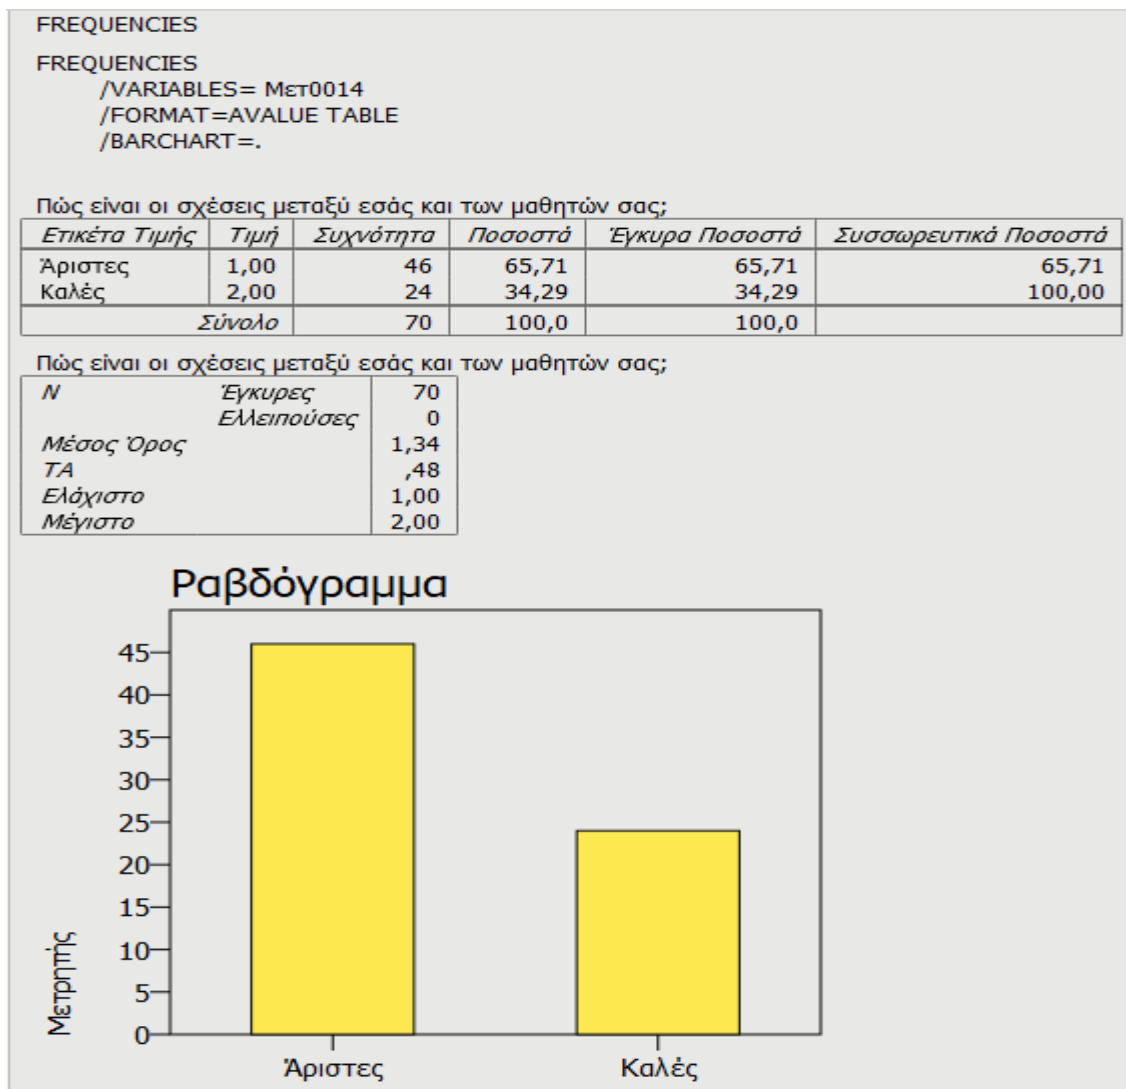 FREQUENCIES
FREQUENCIES
/VARIABLES= Μετ0014
/FORMAT=AVALUE TABLE
/BARCHART=.
Πώς είναι οι σχέσεις μεταξύ εσάς και των μαθητών σας;
Ετικέτα Τιμής Τιμή Συχνότητα Ποσοστά Έγκυρα Ποσοστά Συσσωρευτικά Ποσοστά
Άριστες 1,00 46 65,71 65,71 65,71
Καλές 2,00 24 34,29 34,29 100,00
Σύνολο 70 100,0 100,0
Πώς είναι οι σχέσεις μεταξύ εσάς και των μαθητών σας;
N Έγκυρες 70
Ελλειπούσες 0
Μέσος Όρος 1,34
ΤΑ ,48
Ελάχιστο 1,00
Μέγιστο 2,00
Ραβδόγραμμα
45
40
35
30
25
20
15
10
5
0
Μετρητής
Άριστες Καλές